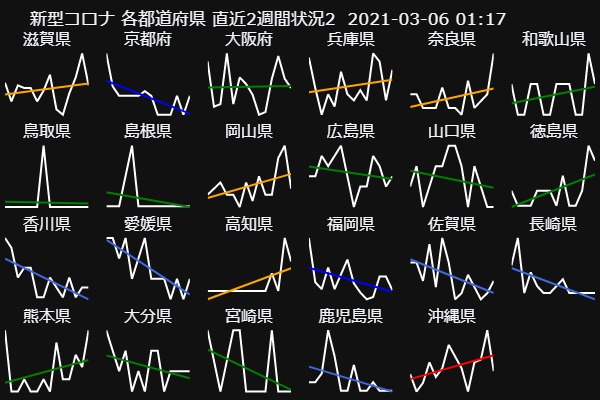 新型コロナ 各都道府県 直近2週間状況2 2021-03-06 01:17
滋賀県 京都府 大阪府 兵庫県 奈良県 和歌山県
鳥取県 島根県 岡山県 広島県 山口県 徳島県
香川県 愛媛県 高知県 福岡県 佐賀県 長崎県
熊本県 大分県 宮崎県 鹿児島県 沖縄県